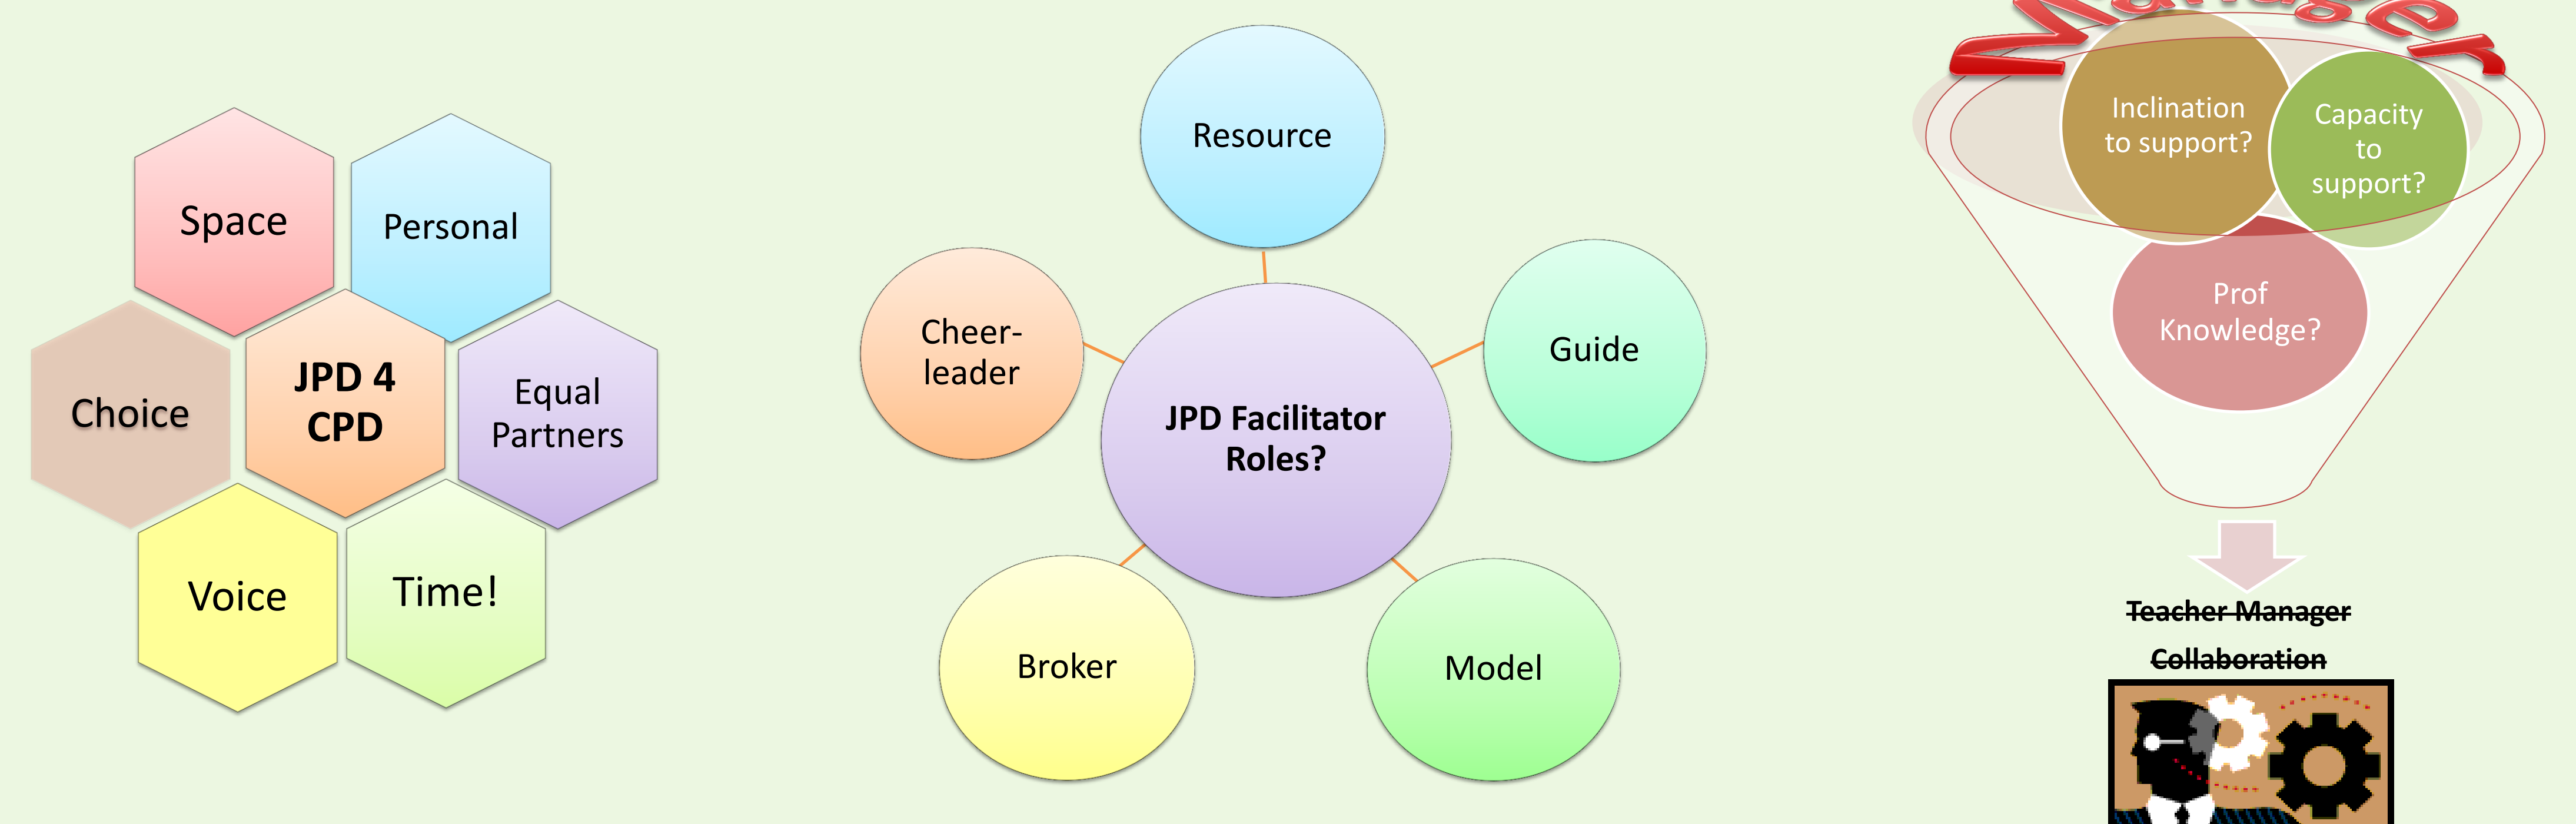 Space
Personal
Choice
JPD 4
CPD
Equal
Partners
Voice
Time!
Resource
Cheer-
leader
Guide
JPD Facilitator
Roles?
Broker
Model
Manager
Inclination
to support?
Capacity
to
support?
Prof
Knowledge?
Teacher Manager
Collaboration